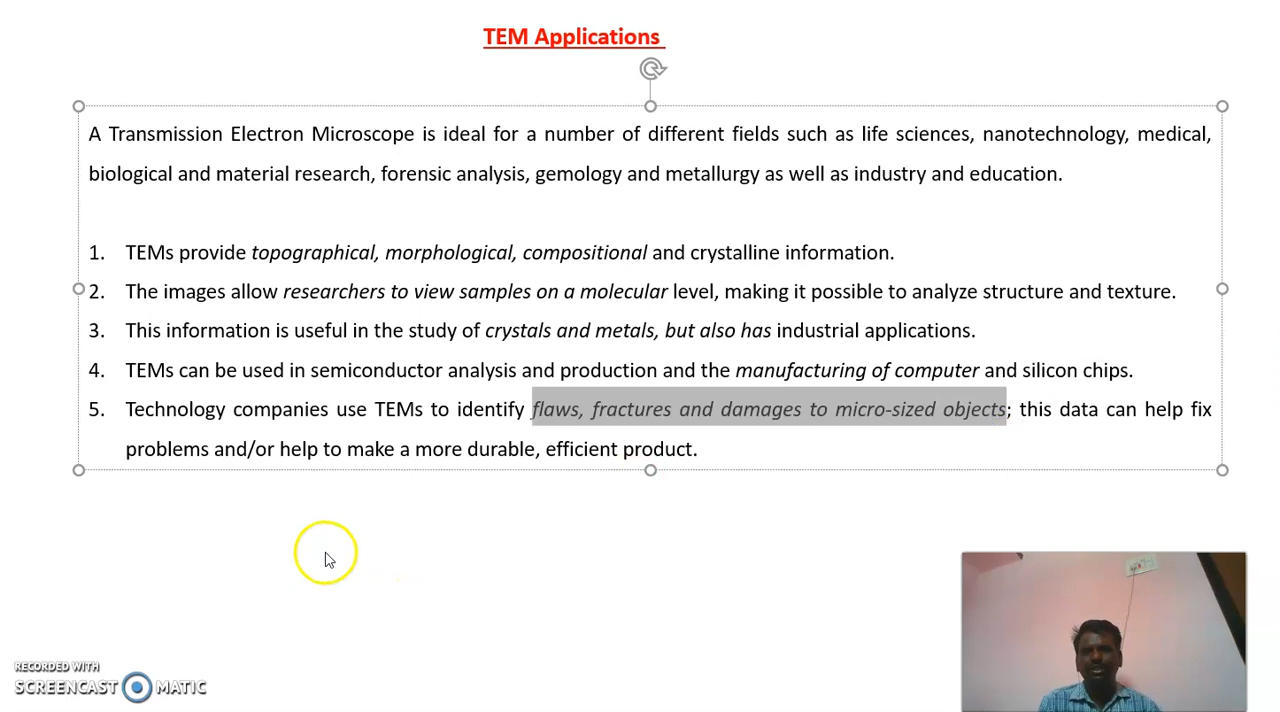 TEM Applications
A Transmission Electron Microscope is ideal for a number of different fields such as life sciences, nanotechnology, medical,
biological and material research, forensic analysis, gemology and metallurgy as well as industry and education.
1. TEMs provide topographical, morphological, compositional and crystalline information.
2. The images allow researchers to view samples on a molecular level, making it possible to analyze structure and texture.
3. This information is useful in the study of crystals and metals, but also has industrial applications.
4. TEMs can be used in semiconductor analysis and production and the manufacturing of computer and silicon chips.
5. Technology companies use TEMs to identify flaws, fractures and damages to micro-sized objects; this data can help fix
problems and/or help to make a more durable, efficient product.
RECORDED WITH
SCREENCAST MATIC